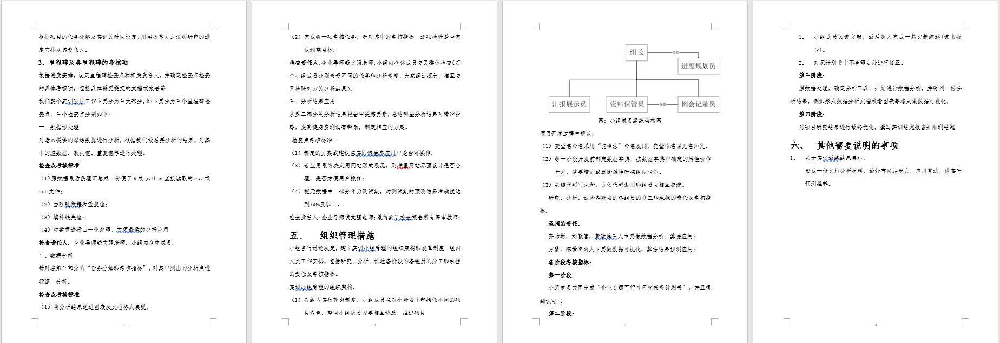 根据项目的任务分解及实训的时间设定，用图标等方式说明研究的进
度安排及其责任人。
2．里程碑及各里程碑的考核项
根据进度安排，设定里程碑检查点和相关责任人，并确定检查点检查
的具体考核项，包括具体需要提交的文档或报告等
我们整个实训项目工作主要分为三大部分，即主要分为三个里程碑检
查点，三个检查点分别如下：
一、数据预处理
对老师提供的原始数据进行分析，根据我们最后要分析的结果，对其
中的脏数据、缺失值、重复值等进行处理。
检查点考核标准
（1）原数据最后整理汇总成一份便于 R 或 python 直接读取的 csv 或
txt 文件；
（2）去除脏数据和重复值；
（3）填补缺失值；
（4）对数据进行归一化处理，方便最后的分析应用
检查责任人：企业导师钱文强老师；小组内全体成员；
二、数据分析
针对在第三部分的“任务分解和考核指标”，对其中列出的分析点进
行逐一分析。
检查点考核标准
（1）将分析结果通过图表及文档格式展现；
— 1 —
（2）完成每一项考核任务，针对其中的考核指标，逐项检验是否完
成预期目标；
检查责任人：企业导师钱文强老师；小组内全体成员交叉整体检查（每
个小组成员分别负责不同的任务和分析角度，大家经过探讨，相互交
叉检验对方的分析结果）；
三、分析结果应用
从第二部分的分析结果报告中提炼要素，总结哪些分析结果对精准推
荐，提高健身房利润有帮助，制定相应的方案。
检查点考核标准：
（1）制定的方案或建议在实际健生房应用中是否可操作；
（3）若应用最终决定用网站形式展现，则考量网站界面设计是否合
理，是否方便用户操作；
（4）把元数据中一部分作为测试集，对测试集的预测结果准确度达
到 60%及以上。
检查责任人：企业导师钱文强老师；最终实训检查报告所有评审教师；
五、 组织管理措施
小组自行讨论决定，建立实训小组管理的组织架构和规章制度、组内
人员工作安排，包括研究、分析、试验各阶段的各组员的分工和承担
的责任及考核指标。
实训小组管理的组织架构：
（1）每组内实行轮岗制度，小组成员在每个阶段中都担任不同的项
目角色；期间小组成员内要相互协助，推进项目
— 2 —
组长
协助
进度规划员
汇报展示员
资料保管员
保管
例会记录员
图：小组成员组织架构图
项目开发过程中规范：
（1）变量名命名采用“驼峰法”命名规则，变量命名需见名知义。
（2）每一阶段开发前制定数据字典，按数据字典中确定的属性协作
开发，需要增加或删除属性时在组内告知。
（3）关键代码写注释，方便代码复用和组员间相互交流。
研究、分析、试验各阶段的各组员的分工和承担的责任及考核指
标：
承担的责任：
齐帅彬，刘敏慧，黄政峰三人主要做数据分析、算法应用；
方蕾，陈潇阳两人主要做数据可视化，算法结果预测应用；
各阶段考核指标：
第一阶段：
小组成员共同完成“企业专题可行性研究任务计划书”，并且得
到认可 。
第二阶段：
— 3 —
1、 小组成员阅读文献，最后每人完成一篇文献综述(读书报
告)。
2、 对原计划书中不合理之处进行修正。
第三阶段：
原数据处理，确定分析工具，开始进行数据分析，并得到一份分
析结果，例如形成数据分析文档或者图表等格式做数据可视化，
第四阶段：
对项目研究结果进行最终优化，撰写实训结题报告并顺利结题
六、 其他需要说明的事项
1、 关于实训最终结果展示：
形成一份文档分析材料，最好有网站形式，应用算法，做实时
预测推荐。
— 4 —